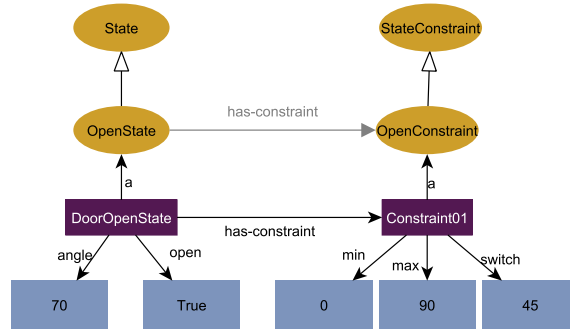 State
StateConstraint
has-constraint
OpenState
OpenConstraint
a
a
DoorOpenState
Constraint01
has-constraint
angle
open
min
max
switch
70
True
0
90
45